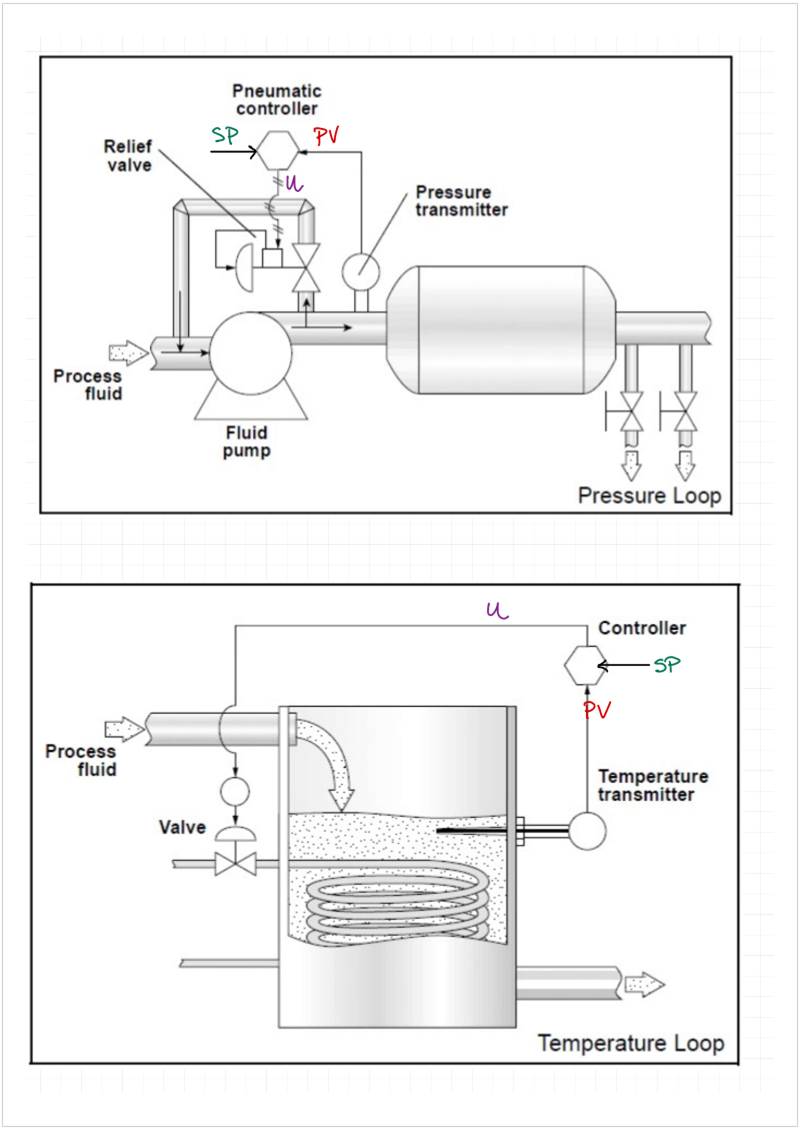 Pneumatic
controller
SP
PV
Relief
valve
U
Pressure
transmitter
Process
fluid
Fluid
pump
Pressure Loop
U
Controller
SP
PV
Process
fluid
Temperature
transmitter
Valve
Temperature Loop